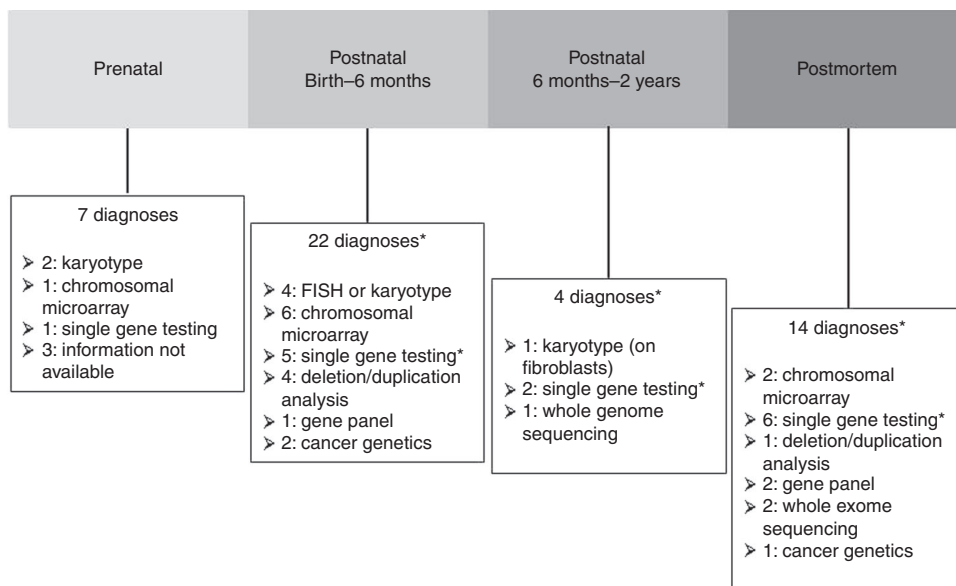 Prenatal
Postnatal
Birth–6 months
Postnatal
6 months–2 years
Postmortem
7 diagnoses
➢ 2: karyotype
➢ 1: chromosomal
microarray
➢ 1: single gene testing
➢ 3: information not
available
22 diagnoses*
➢ 4: FISH or karyotype
➢ 6: chromosomal
microarray
➢ 5: single gene testing*
➢ 4: deletion/duplication
analysis
➢ 1: gene panel
➢ 2: cancer genetics
4 diagnoses*
➢ 1: karyotype (on
fibroblasts)
➢ 2: single gene testing*
➢ 1: whole genome
sequencing
14 diagnoses*
➢ 2: chromosomal
microarray
➢ 6: single gene testing*
➢ 1: deletion/duplication
analysis
➢ 2: gene panel
➢ 2: whole exome
sequencing
➢ 1: cancer genetics